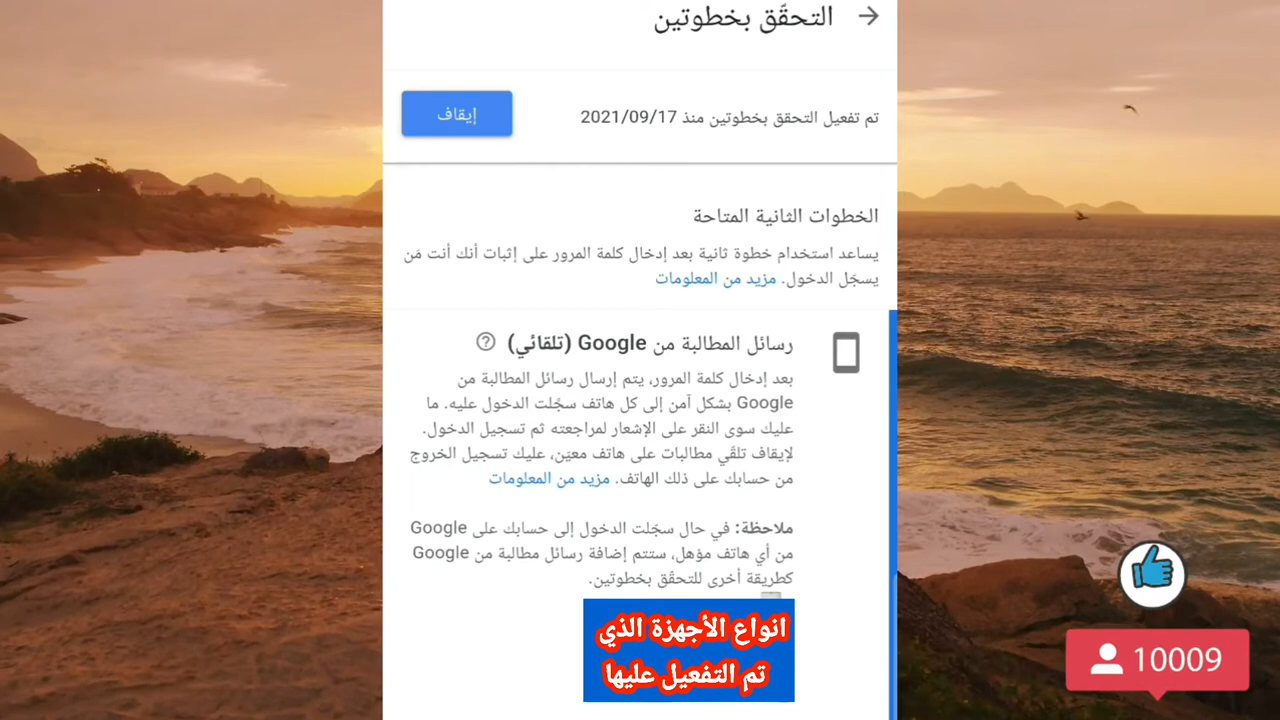 التحقّق بخطوتين
تم تفعيل التحقق بخطوتين منذ 2021/09/17
إيقاف
الخطوات الثانية المتاحة
يساعد استخدام خطوة ثانية بعد إدخال كلمة المرور على إثبات أنك أنت مَن
يسجّل الدخول. مزيد من المعلومات
رسائل المطالبة من Google (تلقائي)
بعد إدخال كلمة المرور، يتم إرسال رسائل المطالبة من
Google بشكل آمن إلى كل هاتف سجّلت الدخول عليه. ما
عليك سوى النقر على الإشعار لمراجعته ثم تسجيل الدخول.
لإيقاف تلقّي مطالبات على هاتف معيّن، عليك تسجيل الخروج
من حسابك على ذلك الهاتف. مزيد من المعلومات
ملاحظة: في حال سجّلت الدخول إلى حسابك على Google
من أي هاتف مؤهل، ستتم إضافة رسائل مطالبة من Google
كطريقة أخرى للتحقّق بخطوتين.
انواع الأجهزة الذي
تم التفعيل عليها
10009